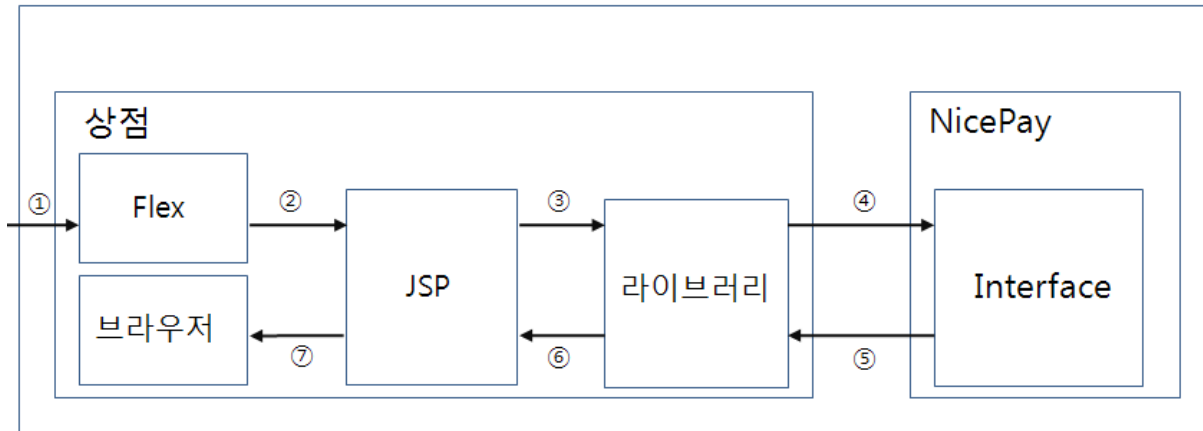 상점
NicePay
① Flex ② ③ ④
JSP
라이브러리
Interface
브라우저
⑦ ⑥ ⑤